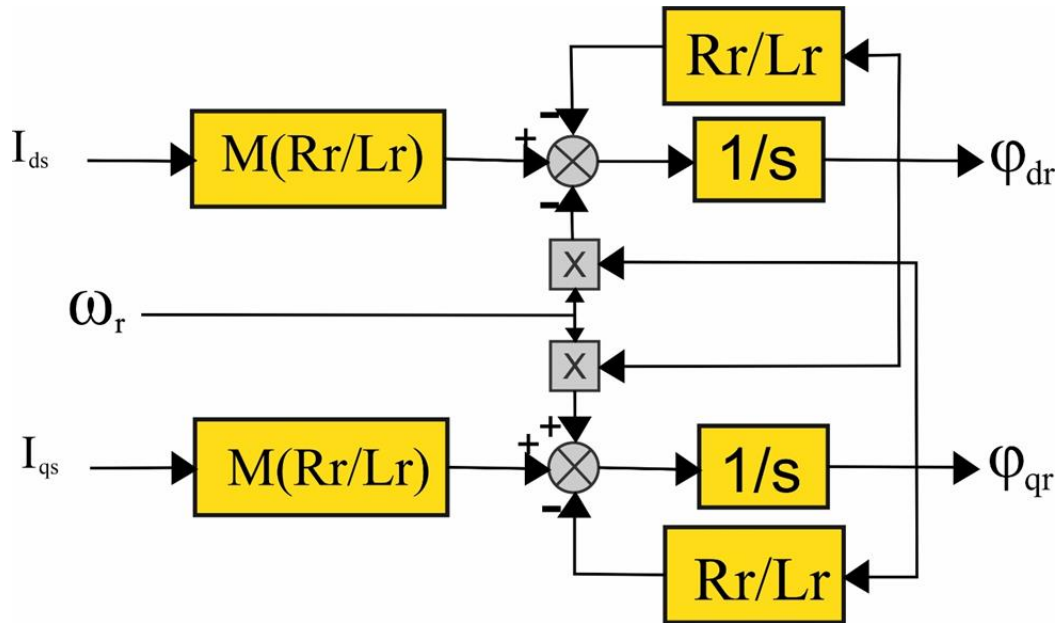 Rr/Lr
-
+
I_ds M(Rr/Lr) 1/s φ_dr
-
X
ω_r
X
+
+
I_qs M(Rr/Lr) 1/s φ_qr
-
Rr/Lr